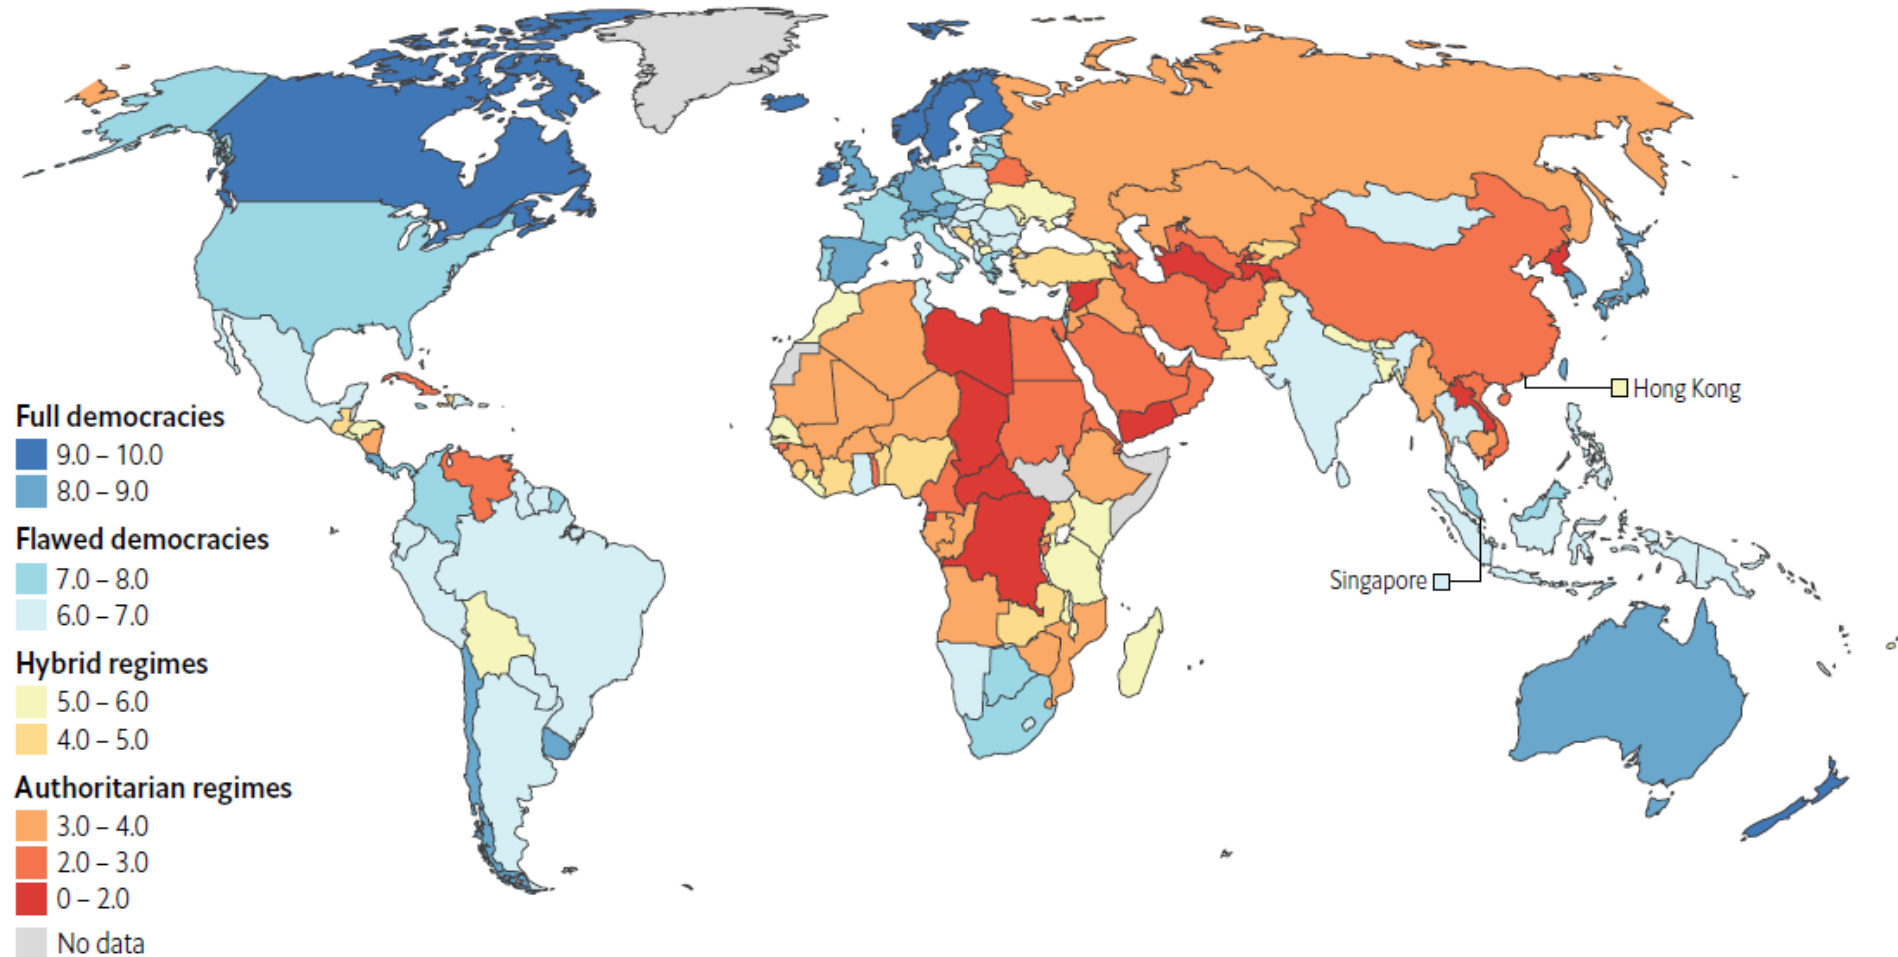 Full democracies
9.0 – 10.0
8.0 – 9.0
Flawed democracies
7.0 – 8.0
6.0 – 7.0
Hybrid regimes
5.0 – 6.0
4.0 – 5.0
Authoritarian regimes
3.0 – 4.0
2.0 – 3.0
0 – 2.0
No data
Hong Kong
Singapore